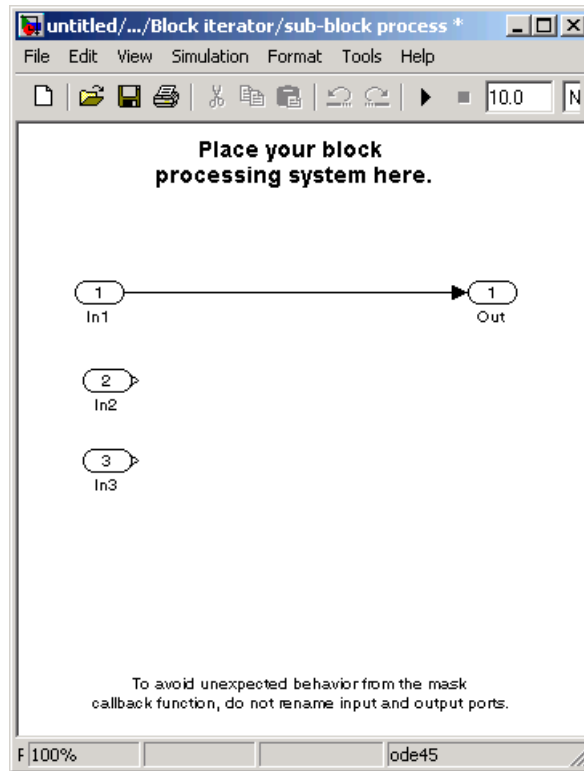 untitled/.../Block iterator/sub-block process *
File Edit View Simulation Format Tools Help
10.0 N
Place your block
processing system here.
1 1
In1 Out
2
In2
3
In3
To avoid unexpected behavior from the mask
callback function, do not rename input and output ports.
F 100% ode45